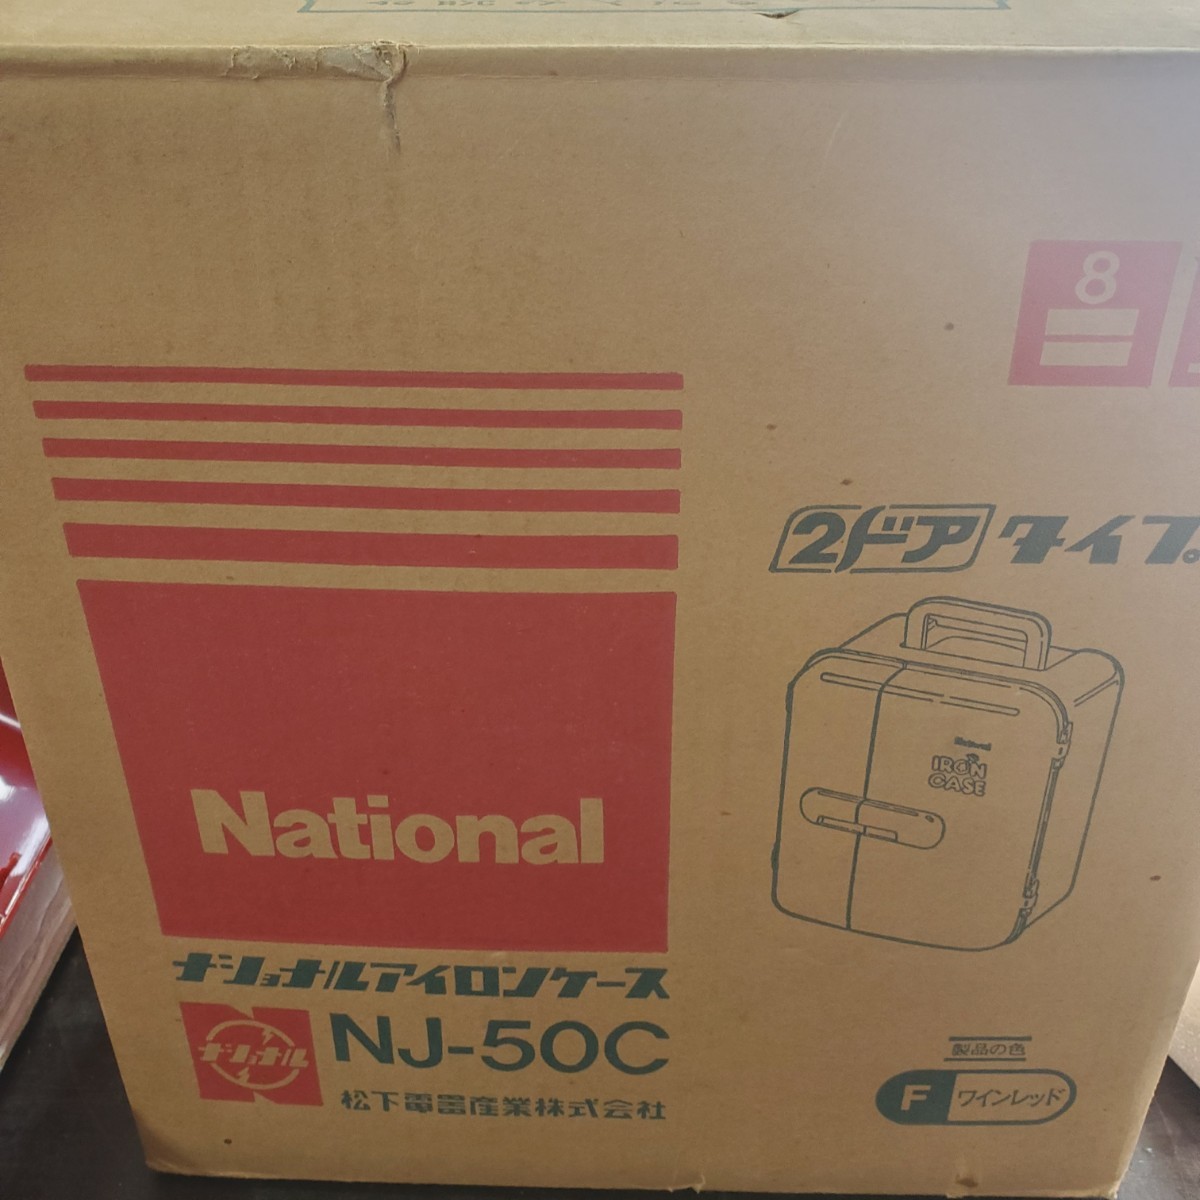 8
2ドア タイプ
National
IRON
CASE
National
ナショナルアイロンケース
ナショナル
NJ-50C
松下電器産業株式会社
製品の色
F ワインレッド